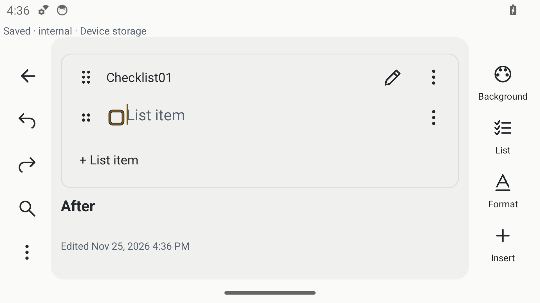 4:36
Saved · internal · Device storage
Checklist01
List item
+ List item
After
Edited Nov 25, 2026 4:36 PM
Background
List
Format
Insert